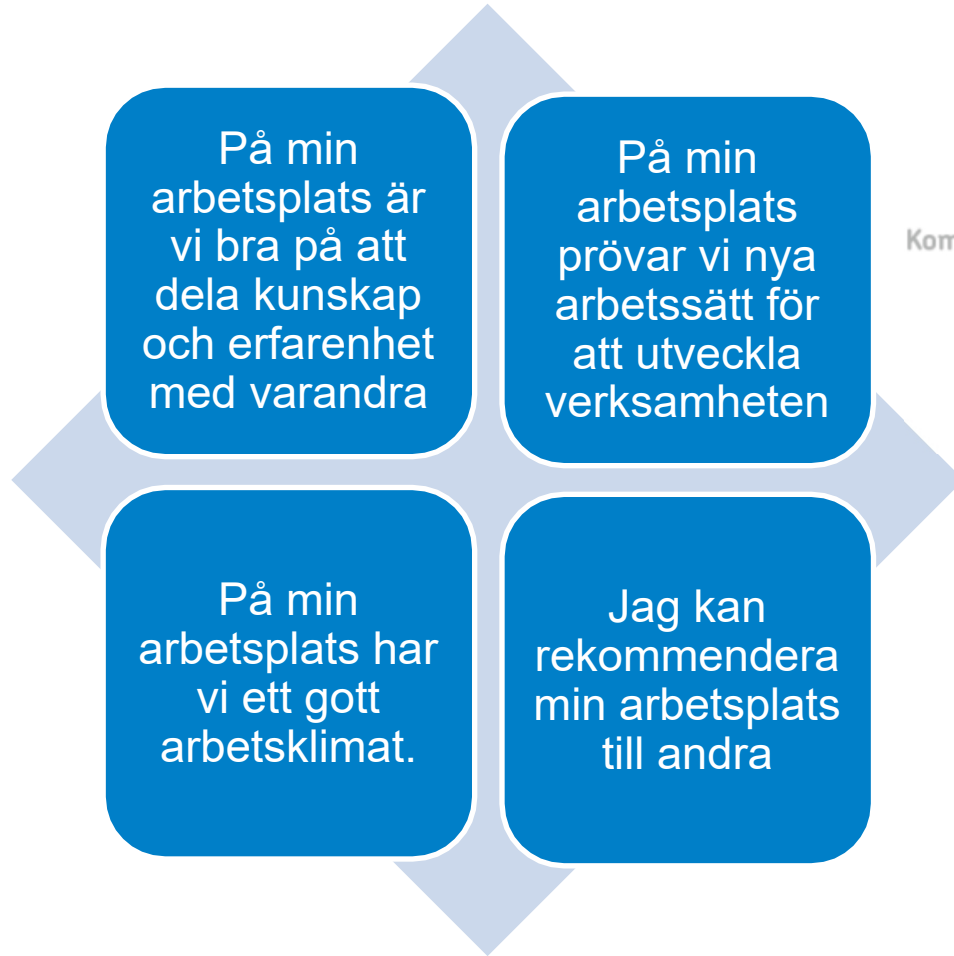 På min
arbetsplats är
vi bra på att
dela kunskap
och erfarenhet
med varandra
På min
arbetsplats
prövar vi nya
arbetssätt för
att utveckla
verksamheten
Kom
På min
arbetsplats har
vi ett gott
arbetsklimat.
Jag kan
rekommendera
min arbetsplats
till andra